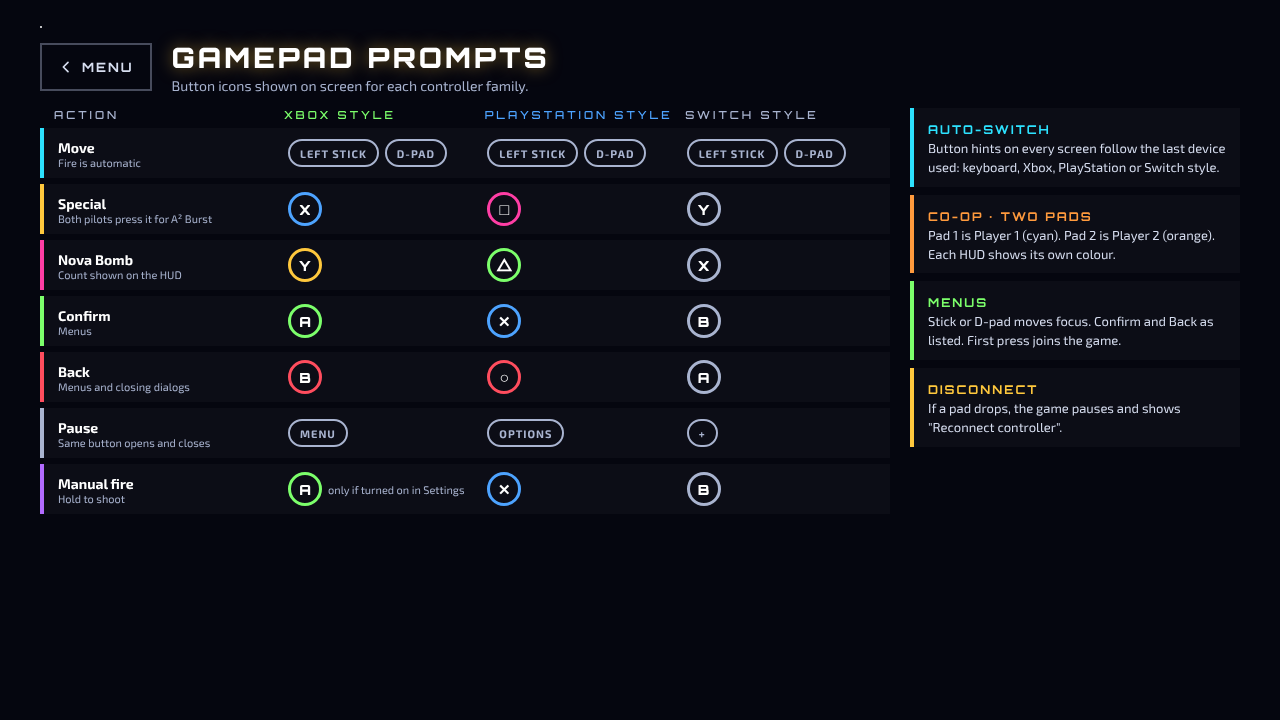 .
MENU
GAMEPAD PROMPTS
Button icons shown on screen for each controller family.
ACTION XBOX STYLE PLAYSTATION STYLE SWITCH STYLE
Move
Fire is automatic
LEFT STICK D-PAD LEFT STICK D-PAD LEFT STICK D-PAD
Special
Both pilots press it for A² Burst
X □ Y
Nova Bomb
Count shown on the HUD
Y △ X
Confirm
Menus
A ✕ B
Back
Menus and closing dialogs
B ○ A
Pause
Same button opens and closes
MENU OPTIONS +
Manual fire
Hold to shoot
A only if turned on in Settings ✕ B
AUTO-SWITCH
Button hints on every screen follow the last device
used: keyboard, Xbox, PlayStation or Switch style.
CO-OP · TWO PADS
Pad 1 is Player 1 (cyan). Pad 2 is Player 2 (orange).
Each HUD shows its own colour.
MENUS
Stick or D-pad moves focus. Confirm and Back as
listed. First press joins the game.
DISCONNECT
If a pad drops, the game pauses and shows
"Reconnect controller".